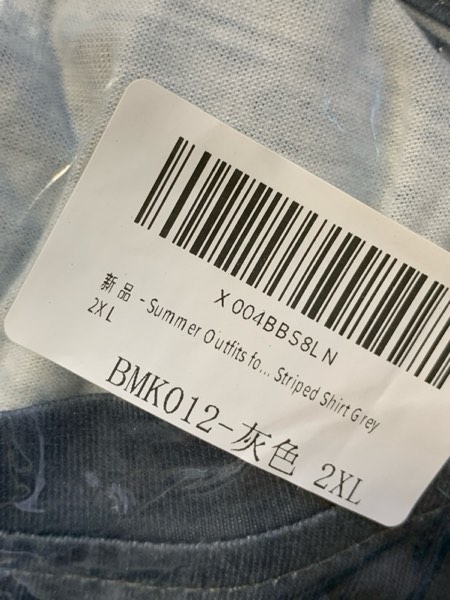 X004BBS8LN
新品 - Summer Outfits fo... Striped Shirt Grey
2XL
BMK012-灰色 2XL